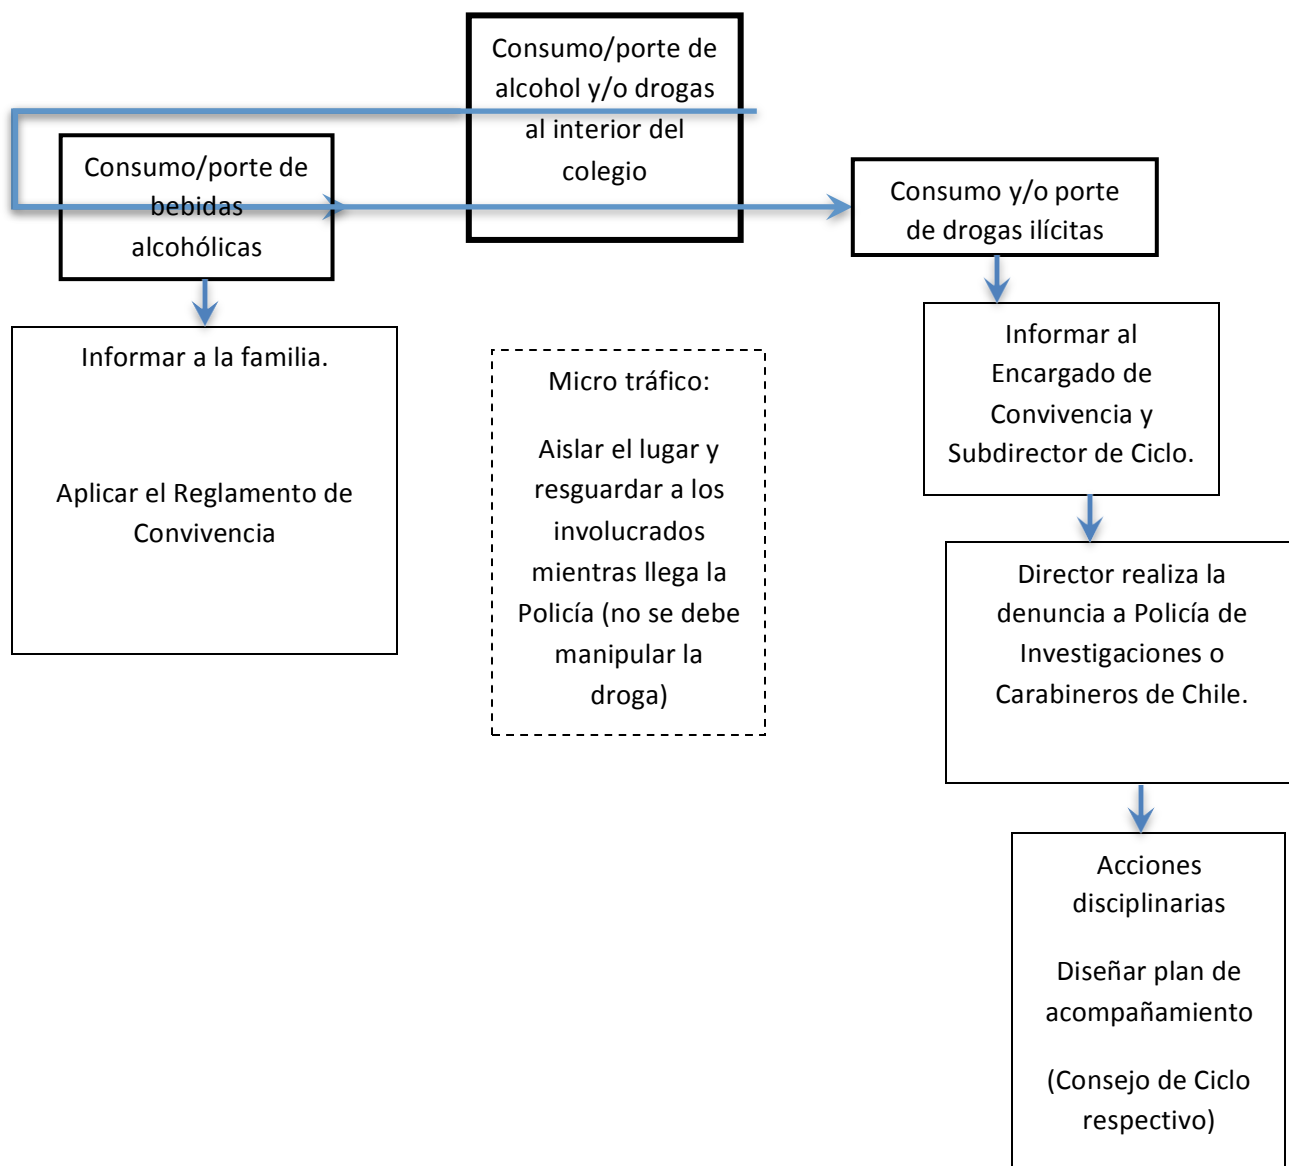 Consumo/porte de
alcohol y/o drogas
al interior del
colegio
Consumo/porte de
bebidas
alcohólicas
Consumo y/o porte
de drogas ilícitas
Informar a la familia.
Aplicar el Reglamento de
Convivencia
Micro tráfico:
Aislar el lugar y
resguardar a los
involucrados
mientras llega la
Policía (no se debe
manipular la
droga)
Informar al
Encargado de
Convivencia y
Subdirector de Ciclo.
Director realiza la
denuncia a Policía de
Investigaciones o
Carabineros de Chile.
Acciones
disciplinarias
Diseñar plan de
acompañamiento
(Consejo de Ciclo
respectivo)